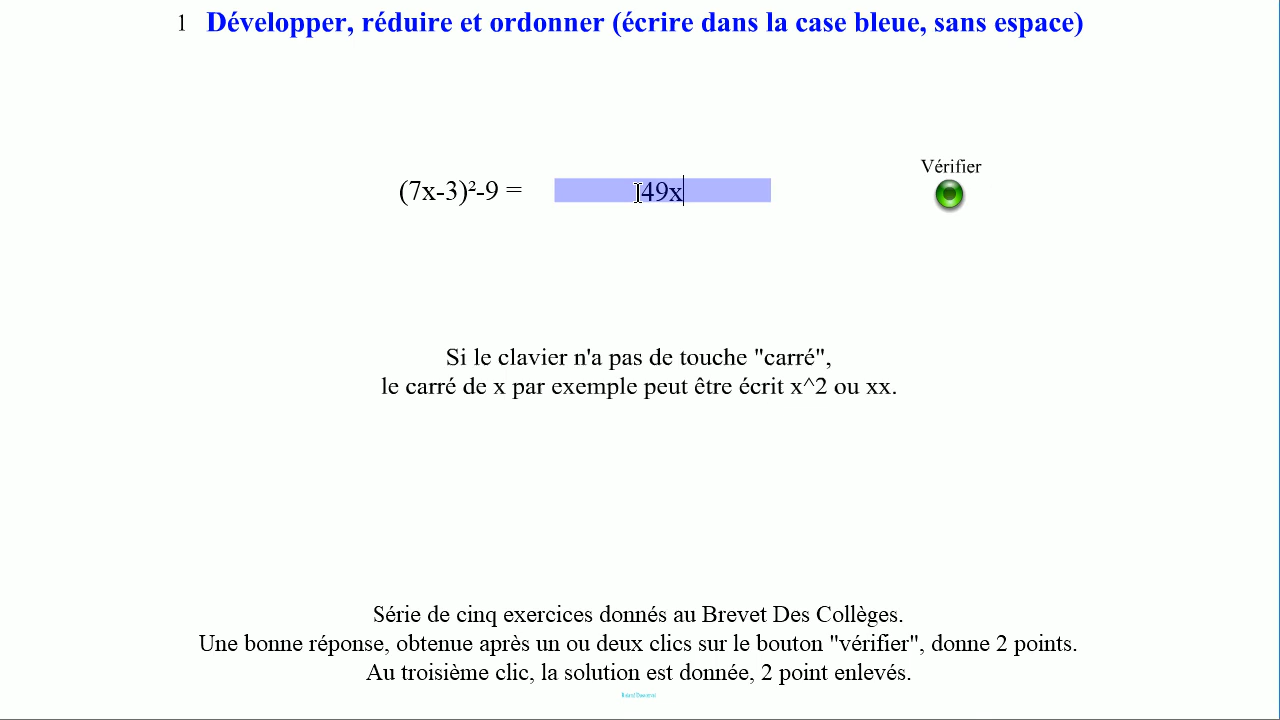 1 Développer, réduire et ordonner (écrire dans la case bleue, sans espace)
Vérifier
(7x-3)²-9 = 49x
Si le clavier n'a pas de touche "carré",
le carré de x par exemple peut être écrit x^2 ou xx.
Série de cinq exercices donnés au Brevet Des Collèges.
Une bonne réponse, obtenue après un ou deux clics sur le bouton "vérifier", donne 2 points.
Au troisième clic, la solution est donnée, 2 point enlevés.